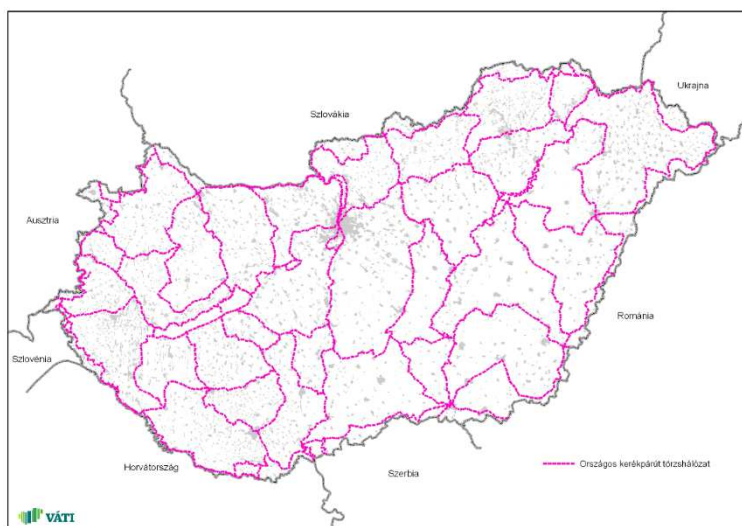 Ukrajna
Szlovákia
Ausztria
Románia
Szlovénia
Horvátország
Szerbia
Országos kerékpárút törzshálózat
VÁTI